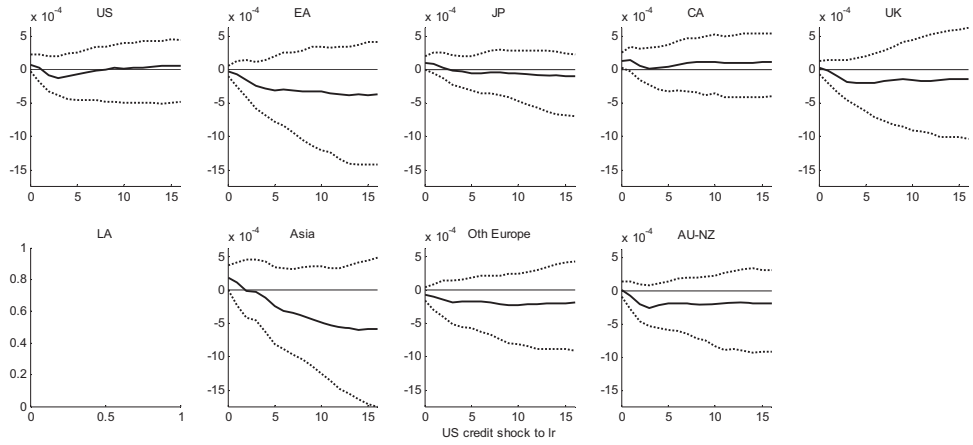 US EA JP CA UK
x 10^-4 x 10^-4 x 10^-4 x 10^-4 x 10^-4
5 5 5 5 5
0 0 0 0 0
-5 -5 -5 -5 -5
-10 -10 -10 -10 -10
-15 -15 -15 -15 -15
0 5 10 15 0 5 10 15 0 5 10 15 0 5 10 15 0 5 10 15
LA Asia Oth Europe AU-NZ
x 10^-4 x 10^-4 x 10^-4
1 5 5 5
0.8 0 0 0
0.6 -5 -5 -5
0.4 -10 -10 -10
0.2 -15 -15 -15
0
0 0.5 1 0 5 10 15 0 5 10 15 0 5 10 15
US credit shock to lr